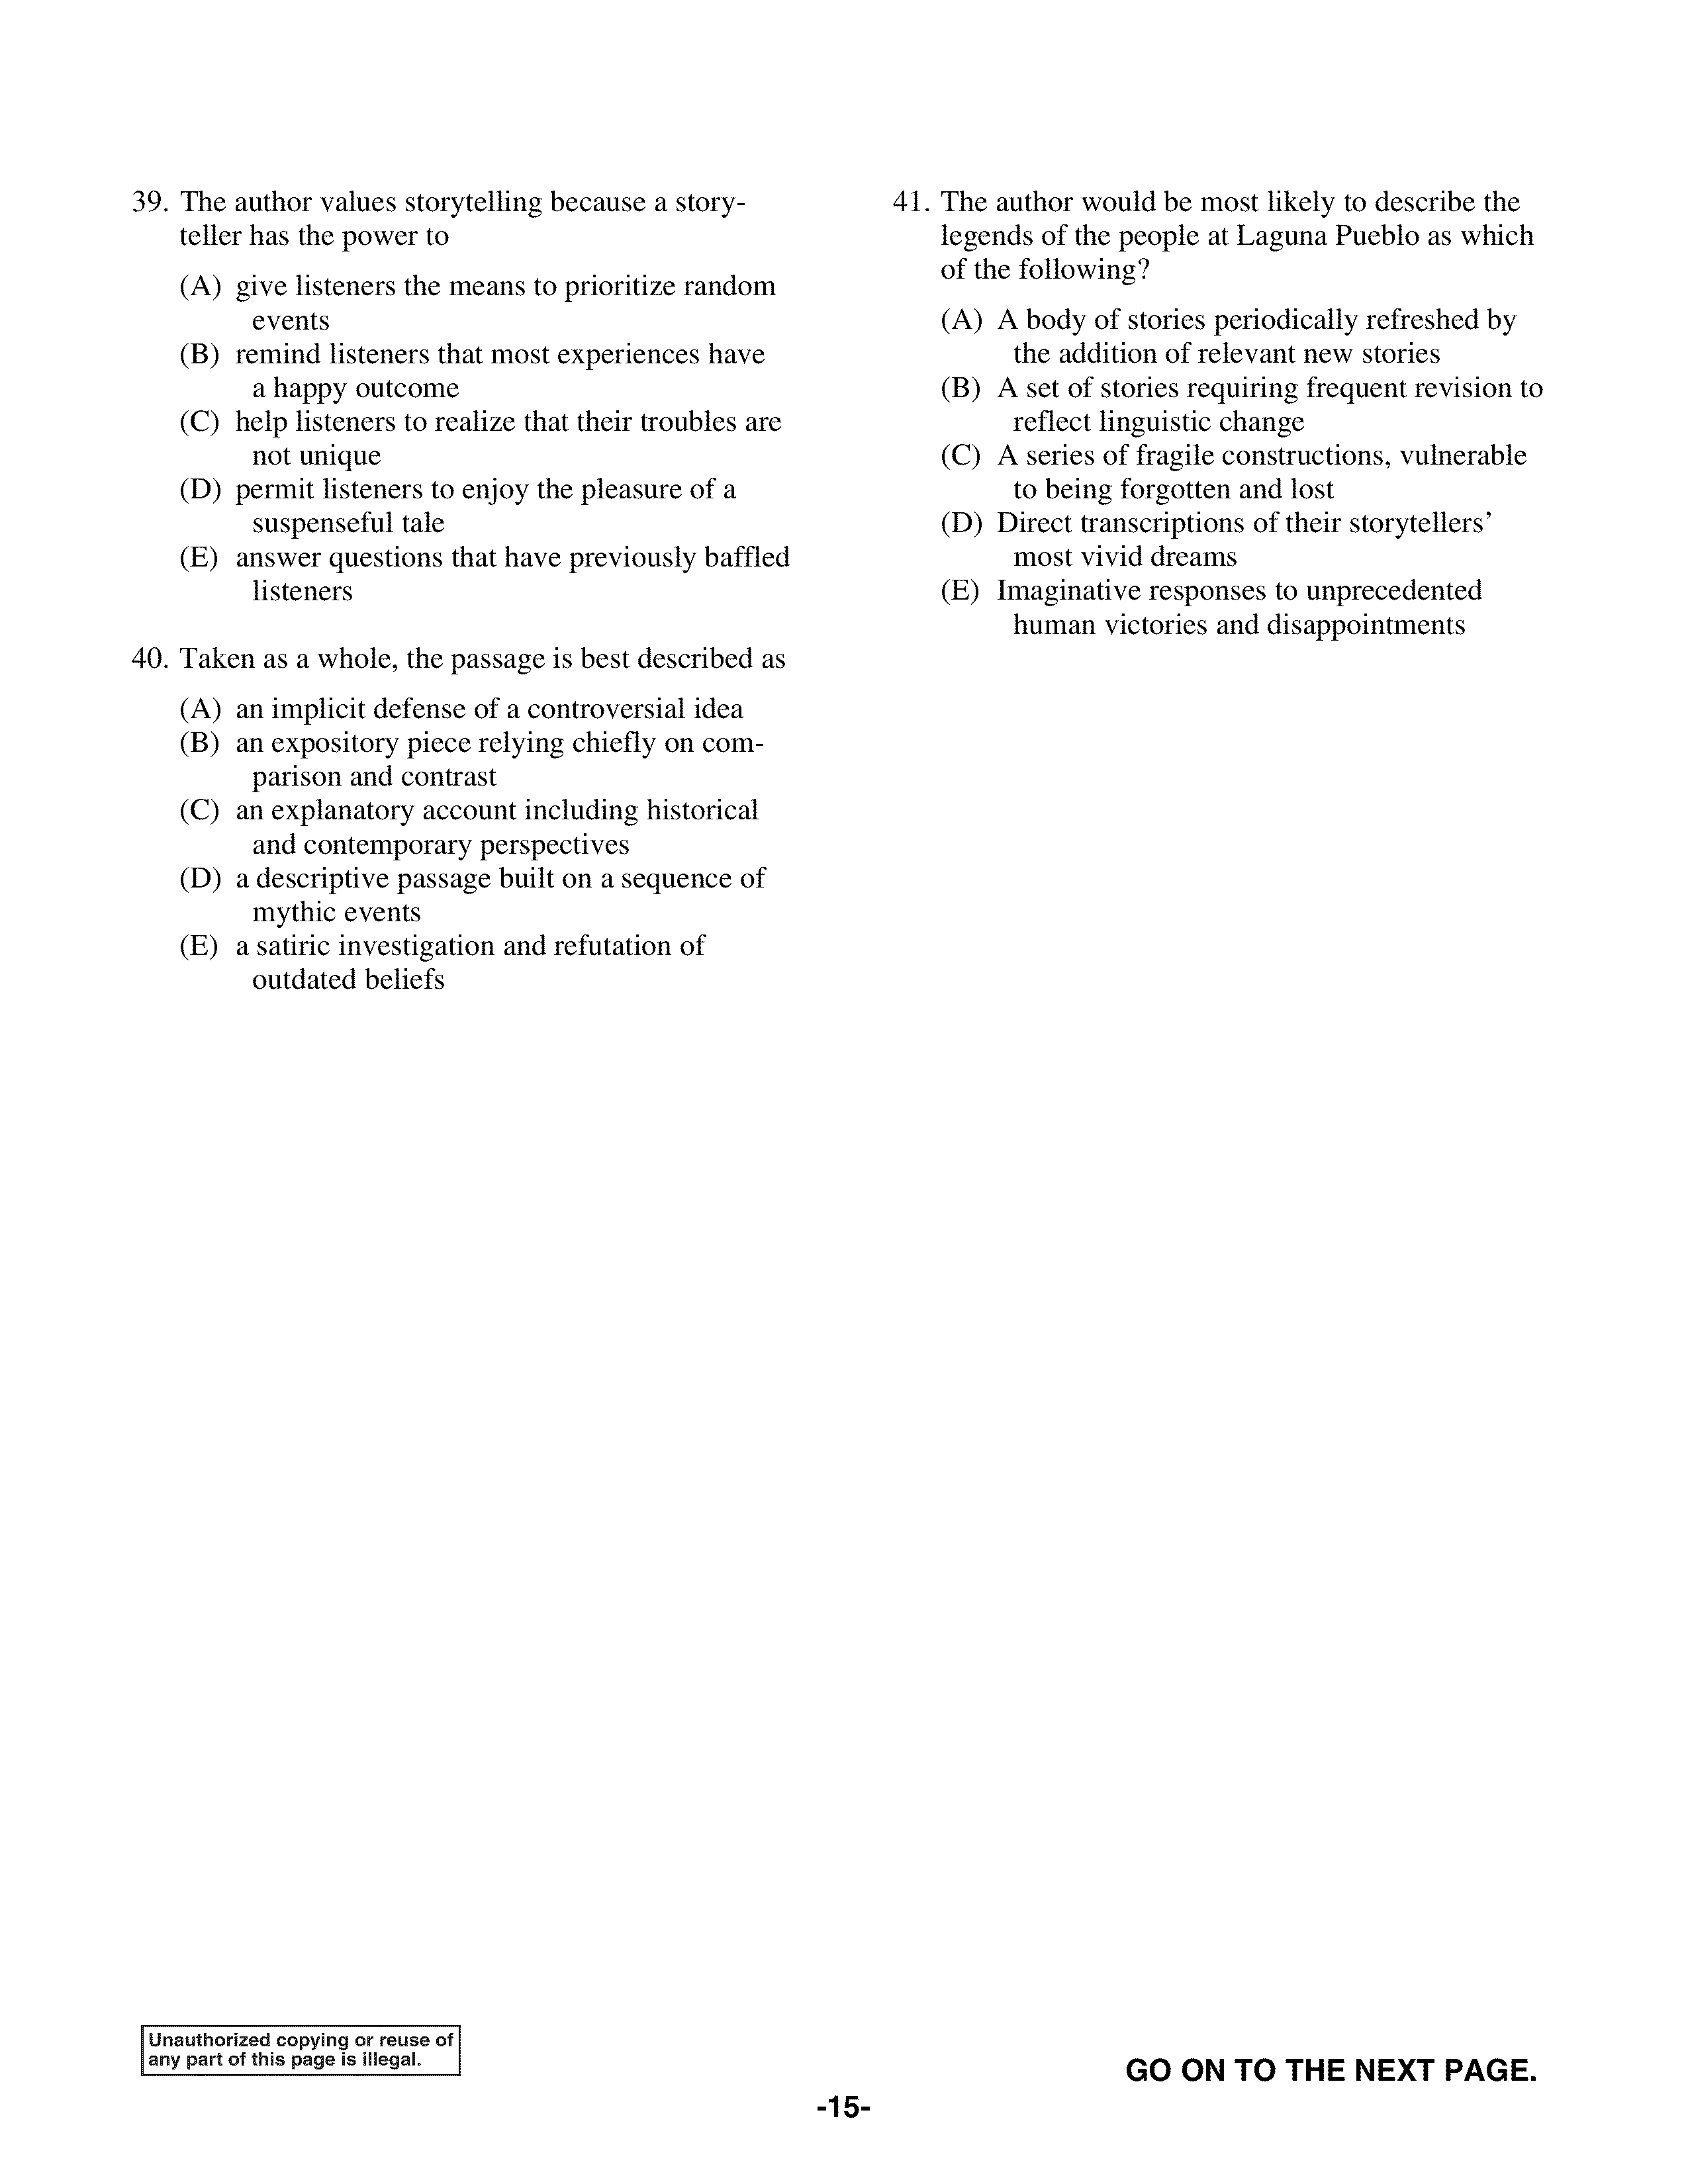 39. The author values storytelling because a story-
teller has the power to
(A) give listeners the means to prioritize random
events
(B) remind listeners that most experiences have
a happy outcome
(C) help listeners to realize that their troubles are
not unique
(D) permit listeners to enjoy the pleasure of a
suspenseful tale
(E) answer questions that have previously baffled
listeners
40. Taken as a whole, the passage is best described as
(A) an implicit defense of a controversial idea
(B) an expository piece relying chiefly on com-
parison and contrast
(C) an explanatory account including historical
and contemporary perspectives
(D) a descriptive passage built on a sequence of
mythic events
(E) a satiric investigation and refutation of
outdated beliefs
41. The author would be most likely to describe the
legends of the people at Laguna Pueblo as which
of the following?
(A) A body of stories periodically refreshed by
the addition of relevant new stories
(B) A set of stories requiring frequent revision to
reflect linguistic change
(C) A series of fragile constructions, vulnerable
to being forgotten and lost
(D) Direct transcriptions of their storytellers’
most vivid dreams
(E) Imaginative responses to unprecedented
human victories and disappointments
Unauthorized copying or reuse of
any part of this page is illegal.
GO ON TO THE NEXT PAGE.
-15-